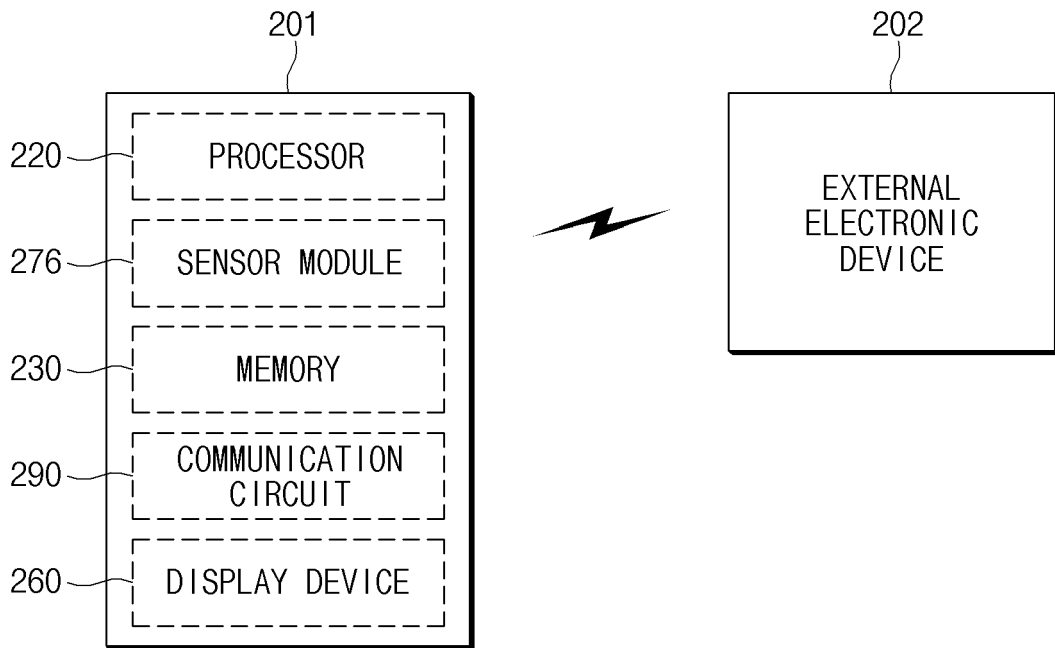 201
202
220
PROCESSOR
276
SENSOR MODULE
230
MEMORY
290
COMMUNICATION
CIRCUIT
260
DISPLAY DEVICE
EXTERNAL
ELECTRONIC
DEVICE